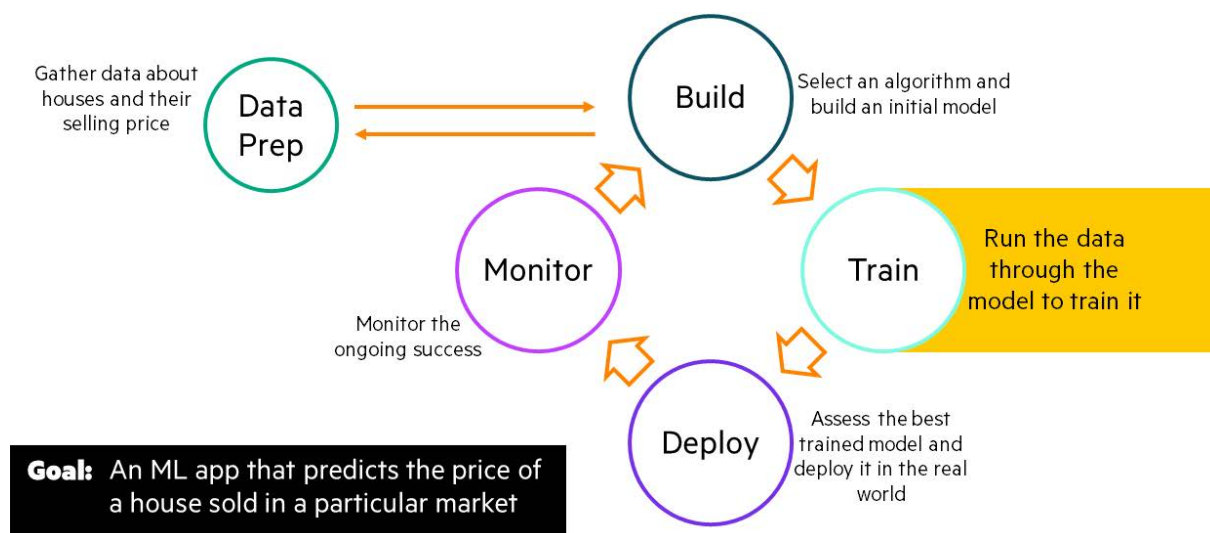 Gather data about
houses and their
selling price
Data
Prep
Build
Select an algorithm and
build an initial model
Monitor
Train
Run the data
through the
model to train it
Monitor the
ongoing success
Deploy
Assess the best
trained model and
deploy it in the real
world
Goal: An ML app that predicts the price of
a house sold in a particular market